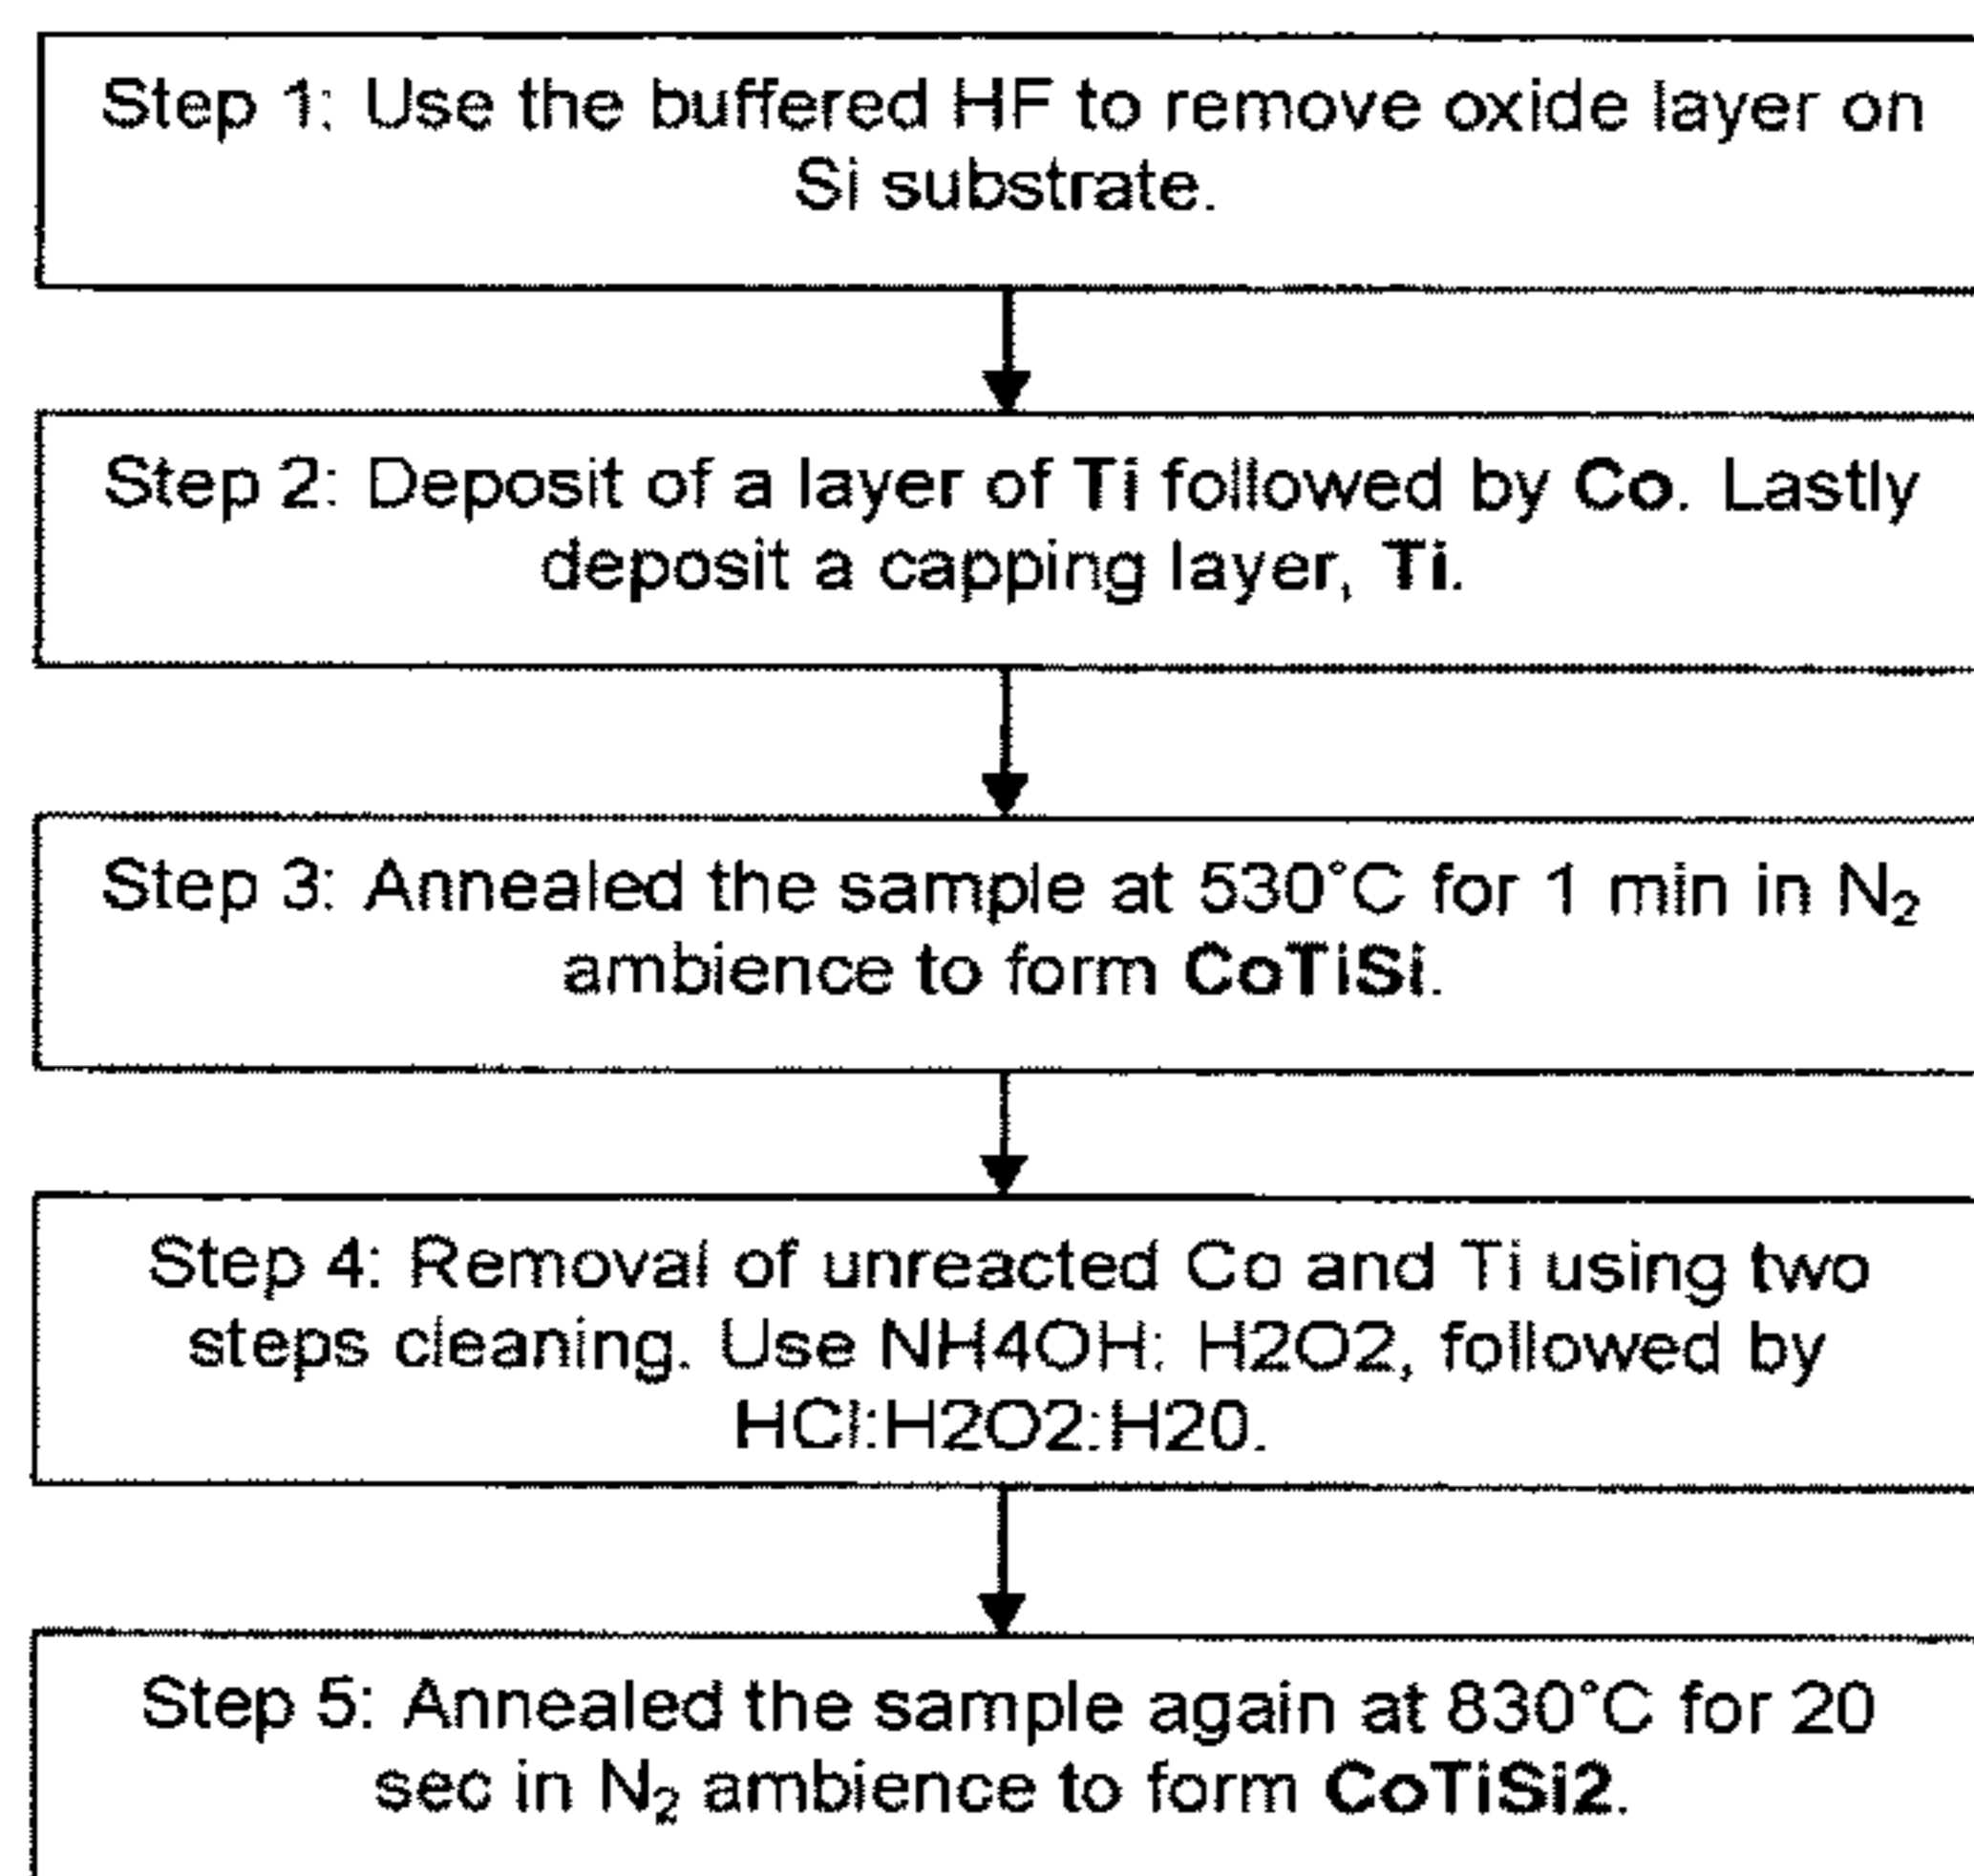 Step 1: Use the buffered HF to remove oxide layer on
Si substrate.
Step 2: Deposit of a layer of Ti followed by Co. Lastly
deposit a capping layer, Ti.
Step 3: Annealed the sample at 530°C for 1 min in N₂
ambience to form CoTiSi.
Step 4: Removal of unreacted Co and Ti using two
steps cleaning. Use NH4OH: H2O2, followed by
HCl:H2O2:H20.
Step 5: Annealed the sample again at 830°C for 20
sec in N₂ ambience to form CoTiSi2.